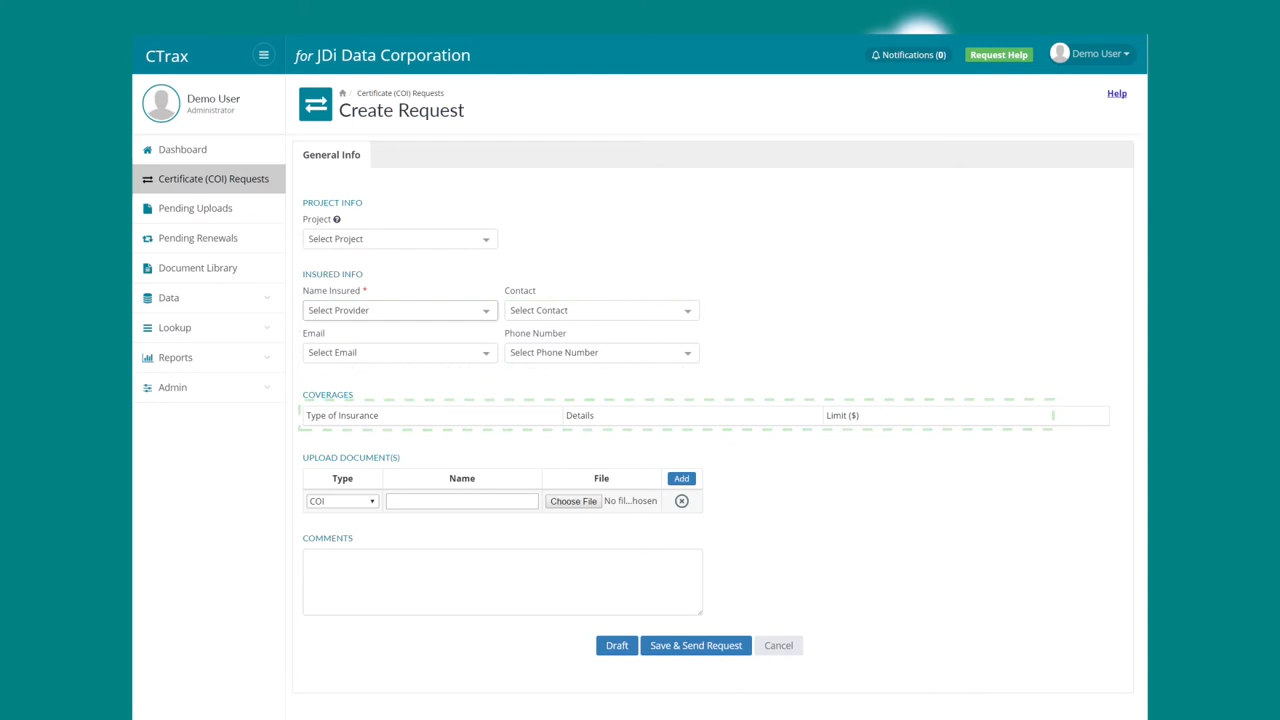 CTrax
for JDi Data Corporation
Notifications (0)
Request Help
Demo User
Demo User
Administrator
Certificate (COI) Requests
Create Request
Help
Dashboard
Certificate (COI) Requests
Pending Uploads
Pending Renewals
Document Library
Data
Lookup
Reports
Admin
General Info
PROJECT INFO
Project
Select Project
INSURED INFO
Name Insured * Contact
Select Provider Select Contact
Email Phone Number
Select Email Select Phone Number
COVERAGES
Type of Insurance Details Limit ($)
UPLOAD DOCUMENT(S)
Type Name File Add
COI Choose File No fil...hosen
COMMENTS
Draft Save & Send Request Cancel